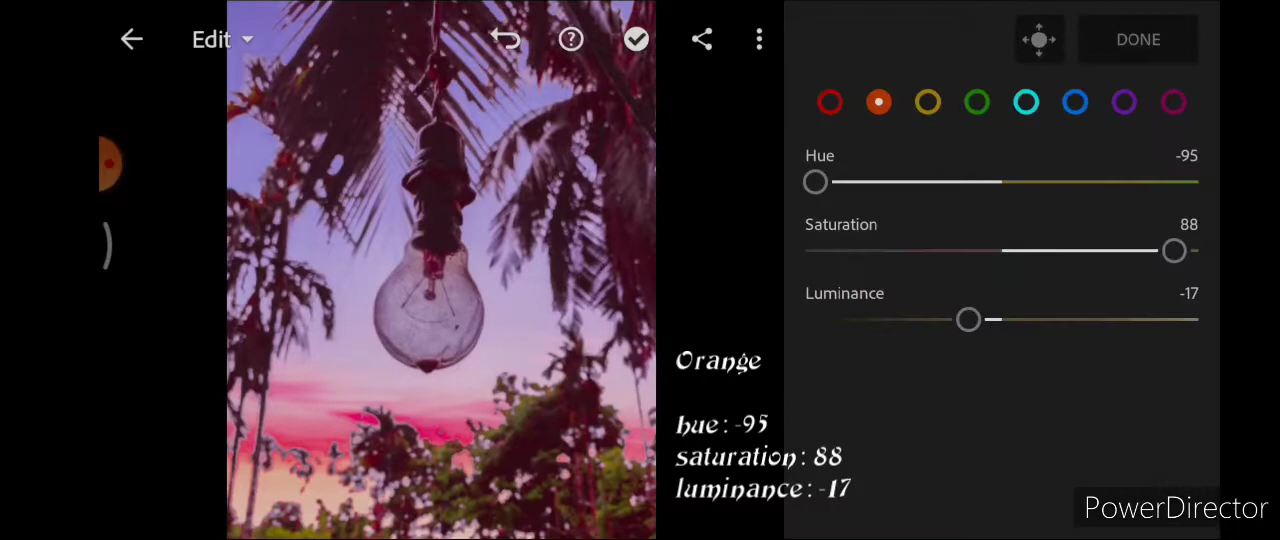 Edit
DONE
Hue -95
Saturation 88
Luminance -17
Orange
hue: -95
saturation: 88
luminance: -17
PowerDirector